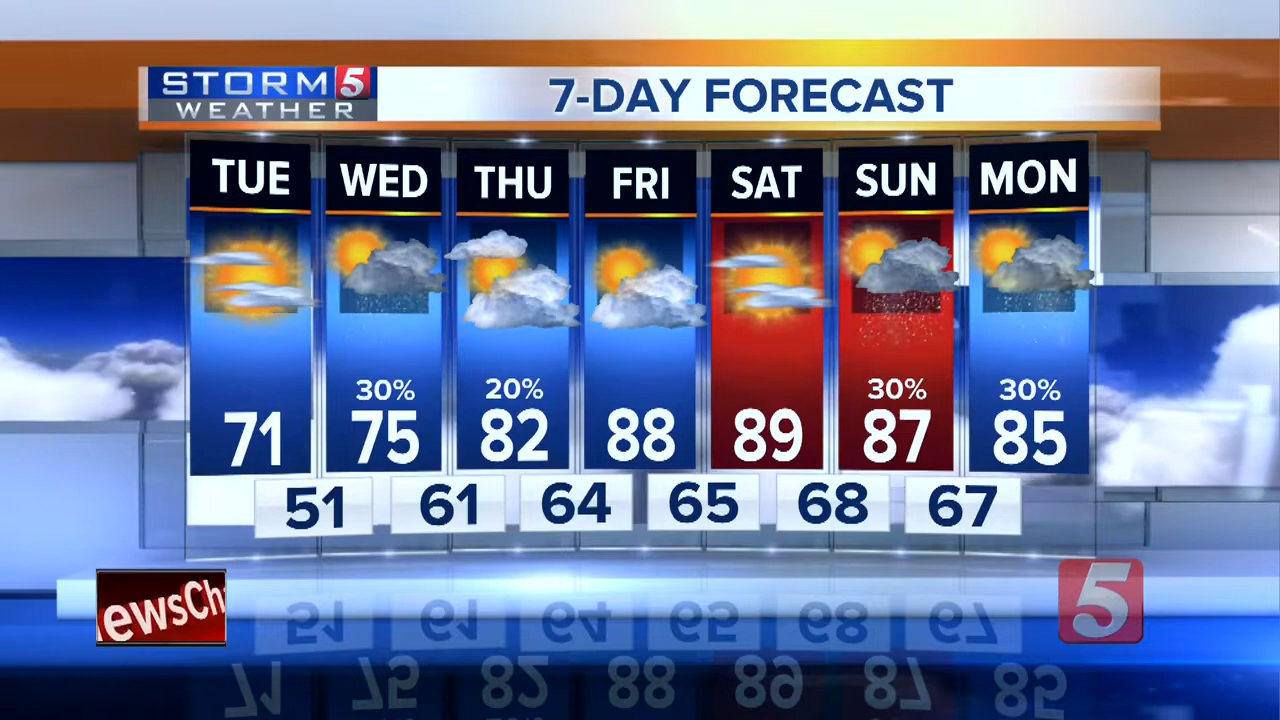 STORM 5
WEATHER
7-DAY FORECAST
TUE WED THU FRI SAT SUN MON
30% 20% 30% 30%
71 75 82 88 89 87 85
51 61 64 65 68 67
ewsCh
5